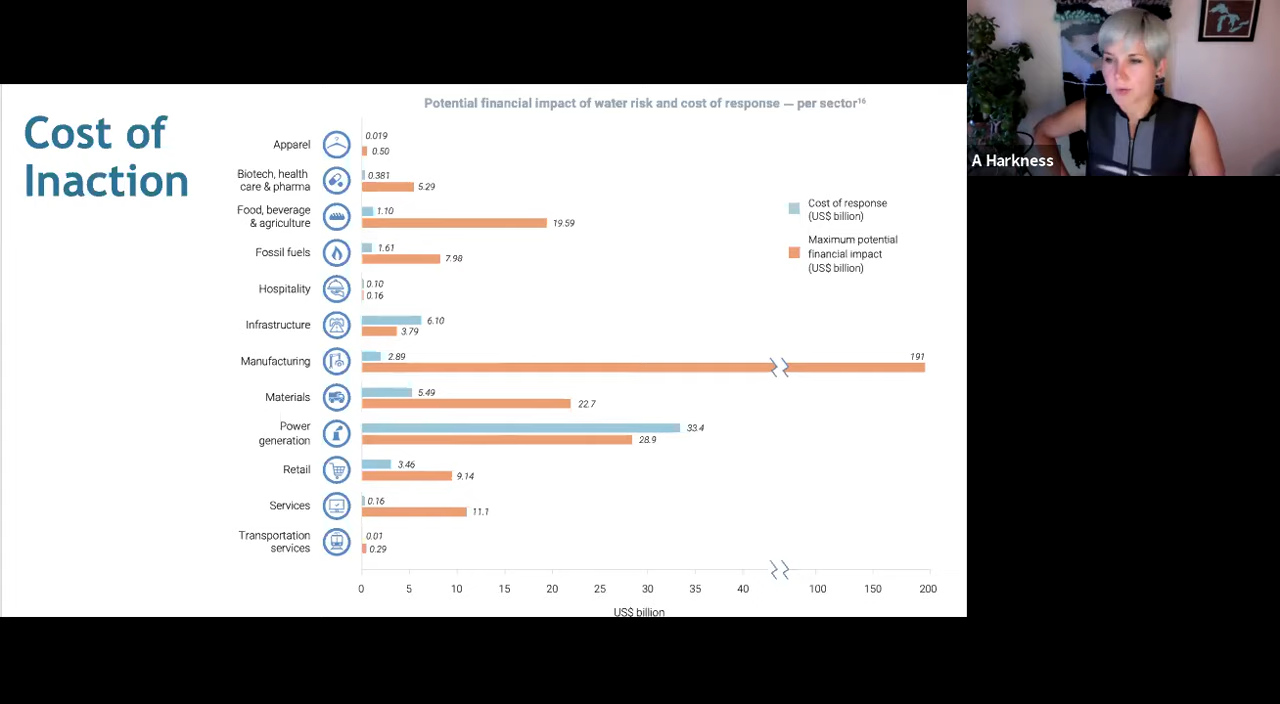 Cost of
Inaction
Potential financial impact of water risk and cost of response — per sector16
Apparel
0.019
0.50
Biotech, health
care & pharma
0.381
5.29
Food, beverage
& agriculture
1.10
19.59
Fossil fuels
1.61
7.98
Hospitality
0.10
0.16
Infrastructure
6.10
3.79
Manufacturing
2.89
191
Materials
5.49
22.7
Power
generation
33.4
28.9
Retail
3.46
9.14
Services
0.16
11.1
Transportation
services
0.01
0.29
Cost of response
(US$ billion)
Maximum potential
financial impact
(US$ billion)
0 5 10 15 20 25 30 35 40 100 150 200
US$ billion
A Harkness